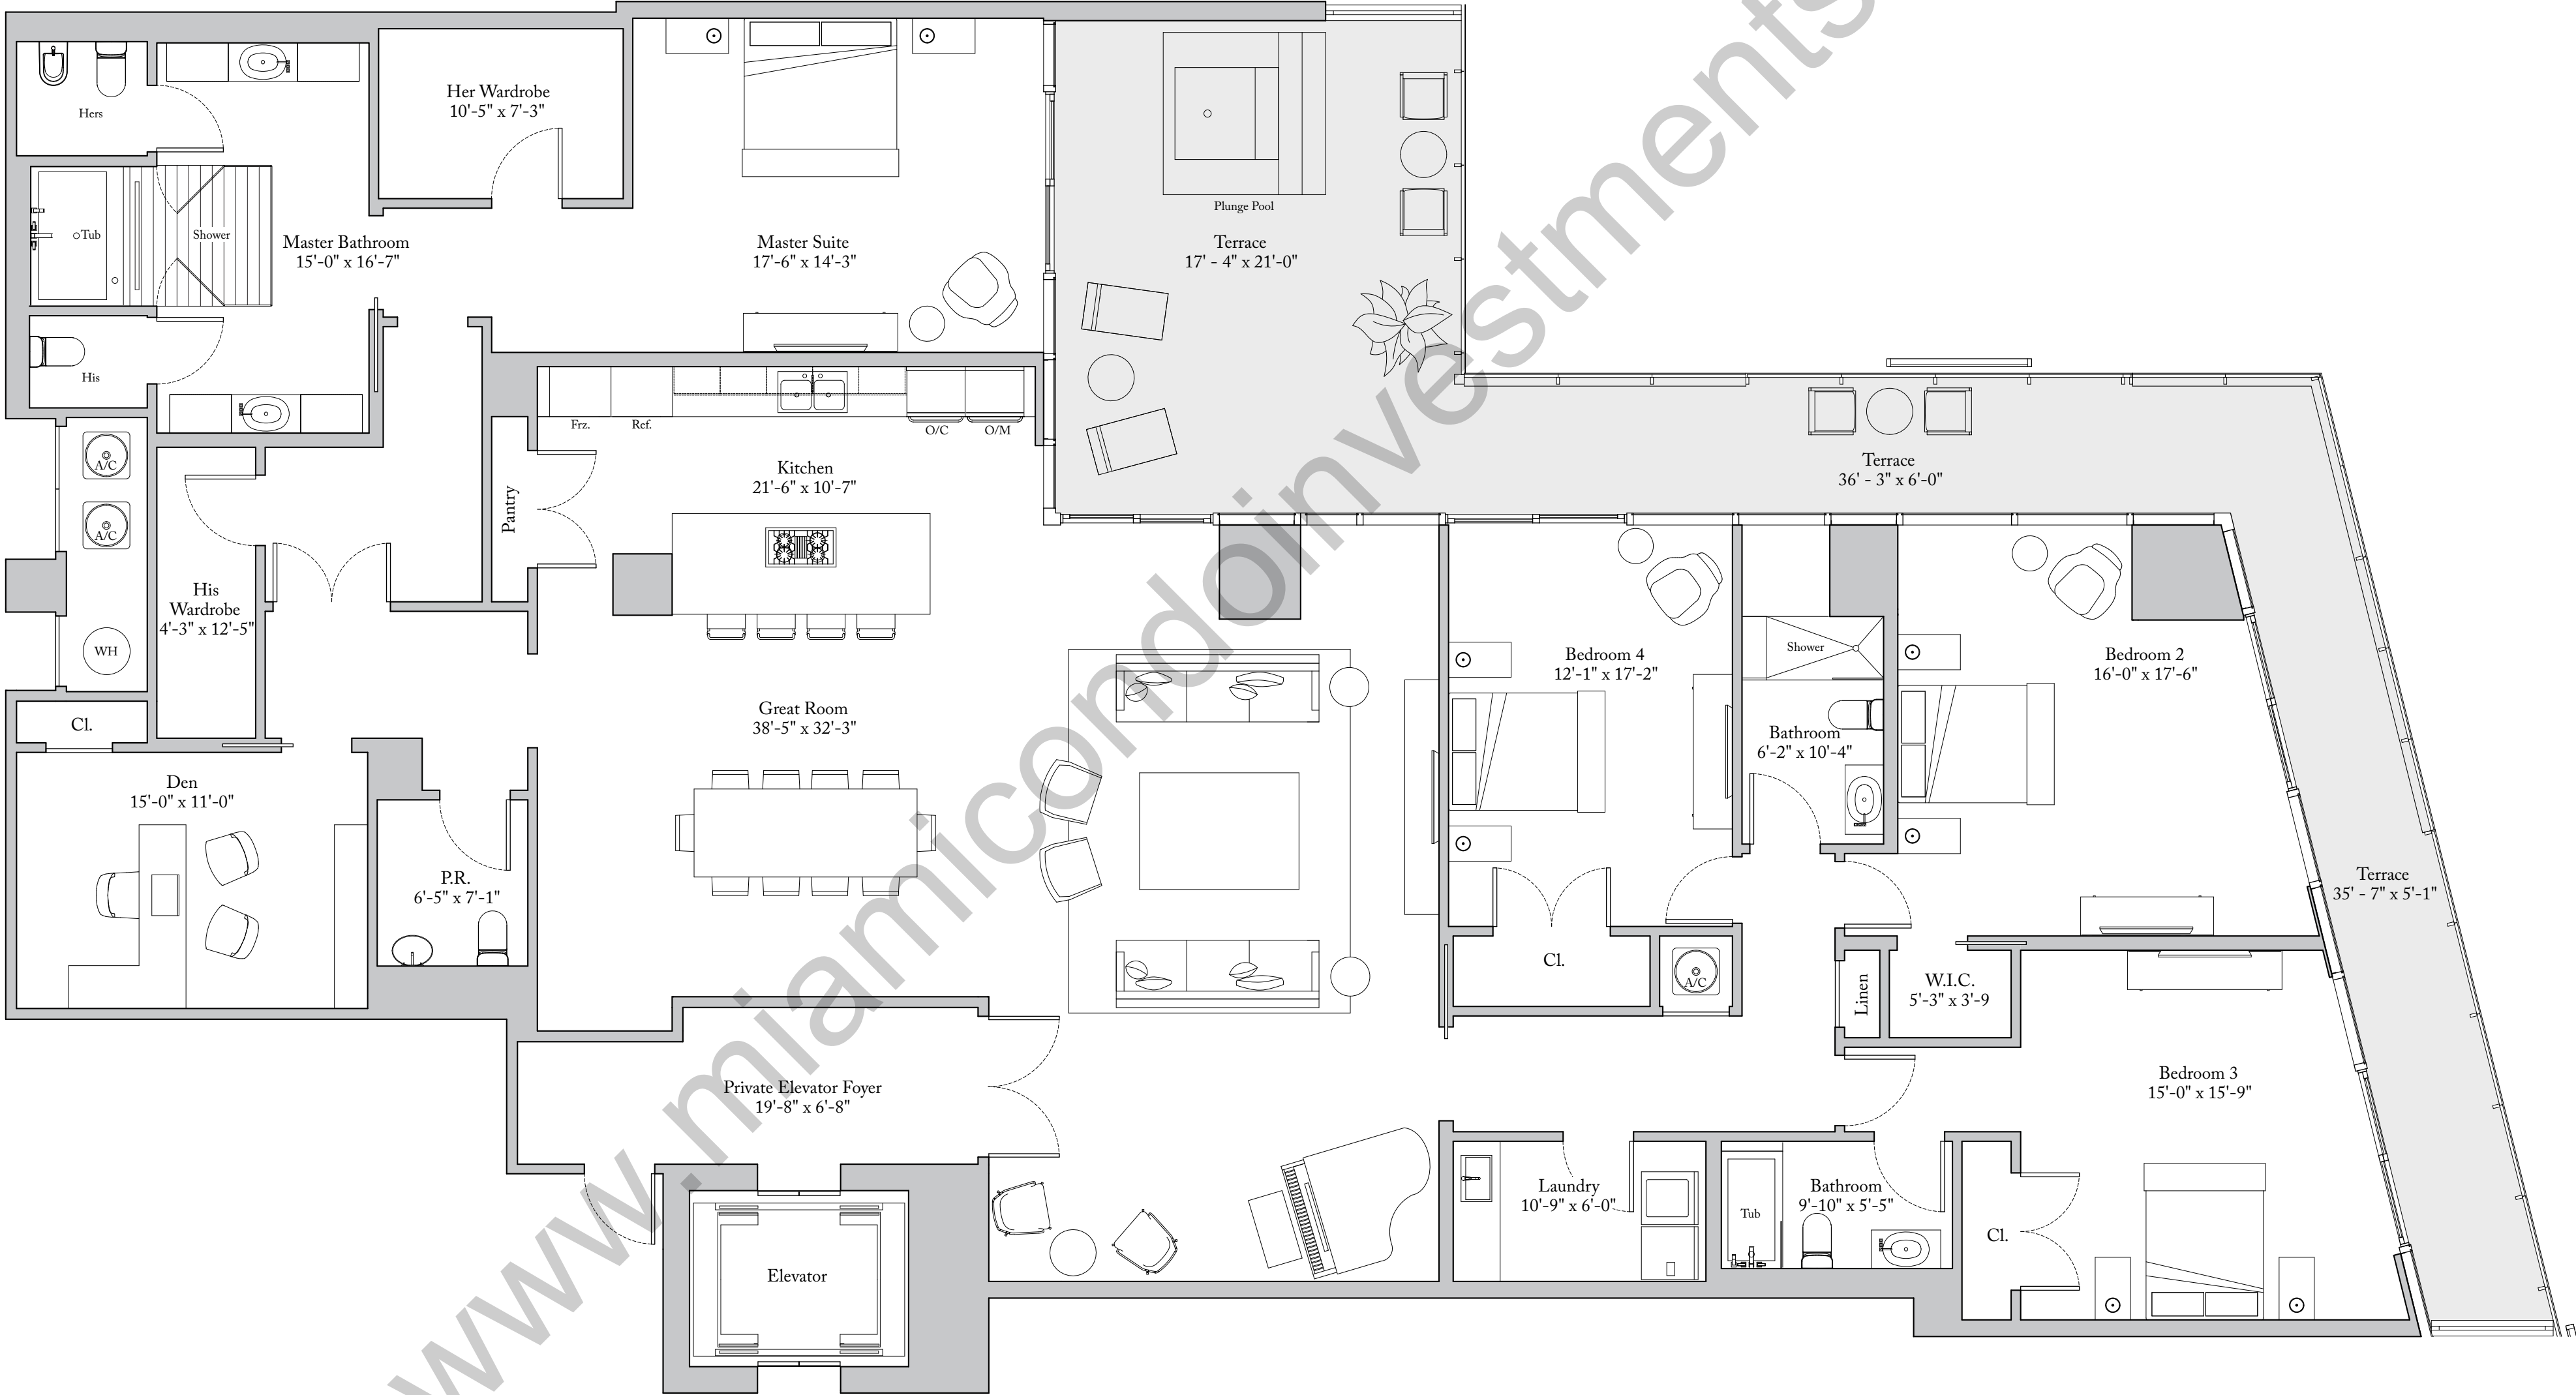 Hers
Her Wardrobe
10'-5" x 7'-3"
Plunge Pool
oTub
Shower
Master Bathroom
15'-0" x 16'-7"
Master Suite
17'-6" x 14'-3"
Terrace
17' - 4" x 21'-0"
His
Frz.
Ref.
O/C
O/M
A/C
A/C
Kitchen
21'-6" x 10'-7"
Pantry
Terrace
36' - 3" x 6'-0"
His
Wardrobe
4'-3" x 12'-5"
WH
Great Room
38'-5" x 32'-3"
Bedroom 4
12'-1" x 17'-2"
Shower
Bedroom 2
16'-0" x 17'-6"
Cl.
Bathroom
6'-2" x 10'-4"
Den
15'-0" x 11'-0"
P.R.
6'-5" x 7'-1"
Terrace
35' - 7" x 5'-1"
Cl.
A/C
Linen
W.I.C.
5'-3" x 3'-9
Private Elevator Foyer
19'-8" x 6'-8"
Bedroom 3
15'-0" x 15'-9"
Laundry
10'-9" x 6'-0
Tub
Bathroom
9'-10" x 5'-5"
Cl.
Elevator
www.miamicondoinvestments